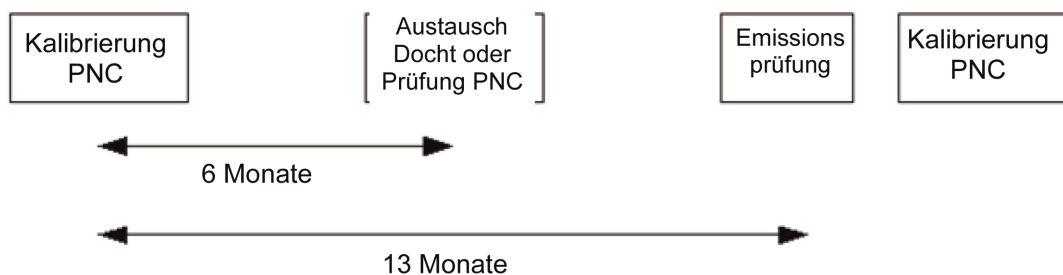 Kalibrierung
PNC
Austausch
Docht oder
Prüfung PNC
Emissions
prüfung
Kalibrierung
PNC
6 Monate
13 Monate